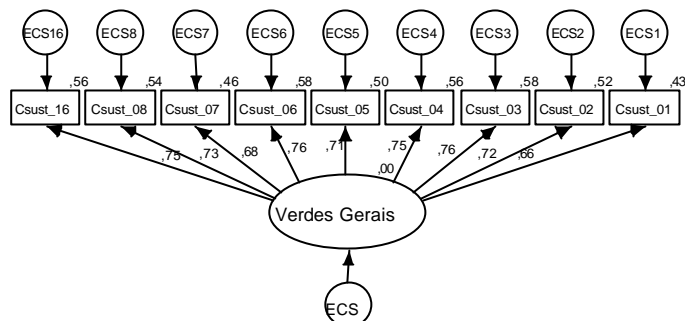 ECS16 ECS8 ECS7 ECS6 ECS5 ECS4 ECS3 ECS2 ECS1
,56 ,54 ,46 ,58 ,50 ,56 ,58 ,52 ,43
Csust_16 Csust_08 Csust_07 Csust_06 Csust_05 Csust_04 Csust_03 Csust_02 Csust_01
,75 ,73 ,68 ,76 ,71 ,75 ,76 ,72 ,66
,00
Verdes Gerais
ECS